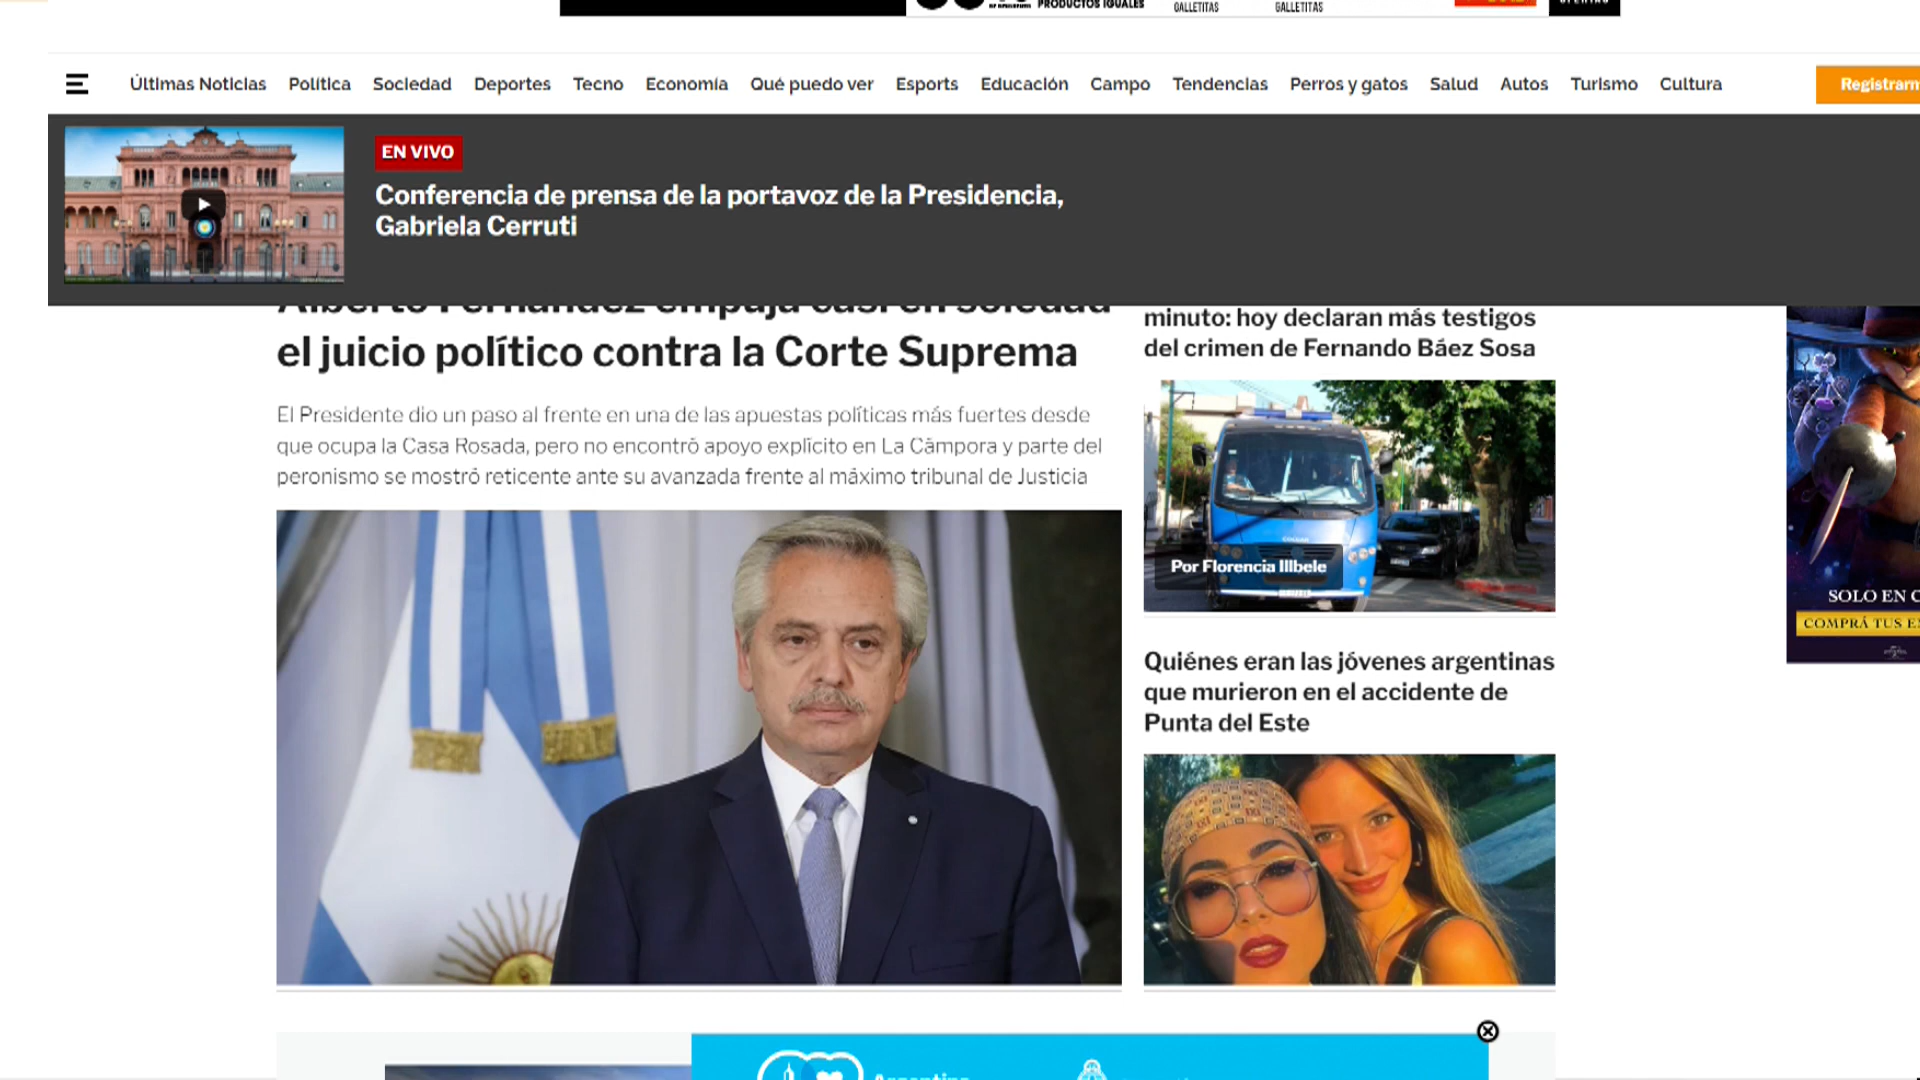 PRODUCTOS IGUALES
GALLETITAS
GALLETITAS
Últimas Noticias Política Sociedad Deportes Tecno Economía Qué puedo ver Esports Educación Campo Tendencias Perros y gatos Salud Autos Turismo Cultura
EN VIVO
Conferencia de prensa de la portavoz de la Presidencia,
Gabriela Cerruti
Alberto Fernández empuja casi en soledad
el juicio político contra la Corte Suprema
El Presidente dio un paso al frente en una de las apuestas políticas más fuertes desde
que ocupa la Casa Rosada, pero no encontró apoyo explícito en La Cámpora y parte del
peronismo se mostró reticente ante su avanzada frente al máximo tribunal de Justicia
minuto: hoy declaran más testigos
del crimen de Fernando Báez Sosa
Por Florencia Illbele
Quiénes eran las jóvenes argentinas
que murieron en el accidente de
Punta del Este
SOLO EN
COMPRÁ TUS